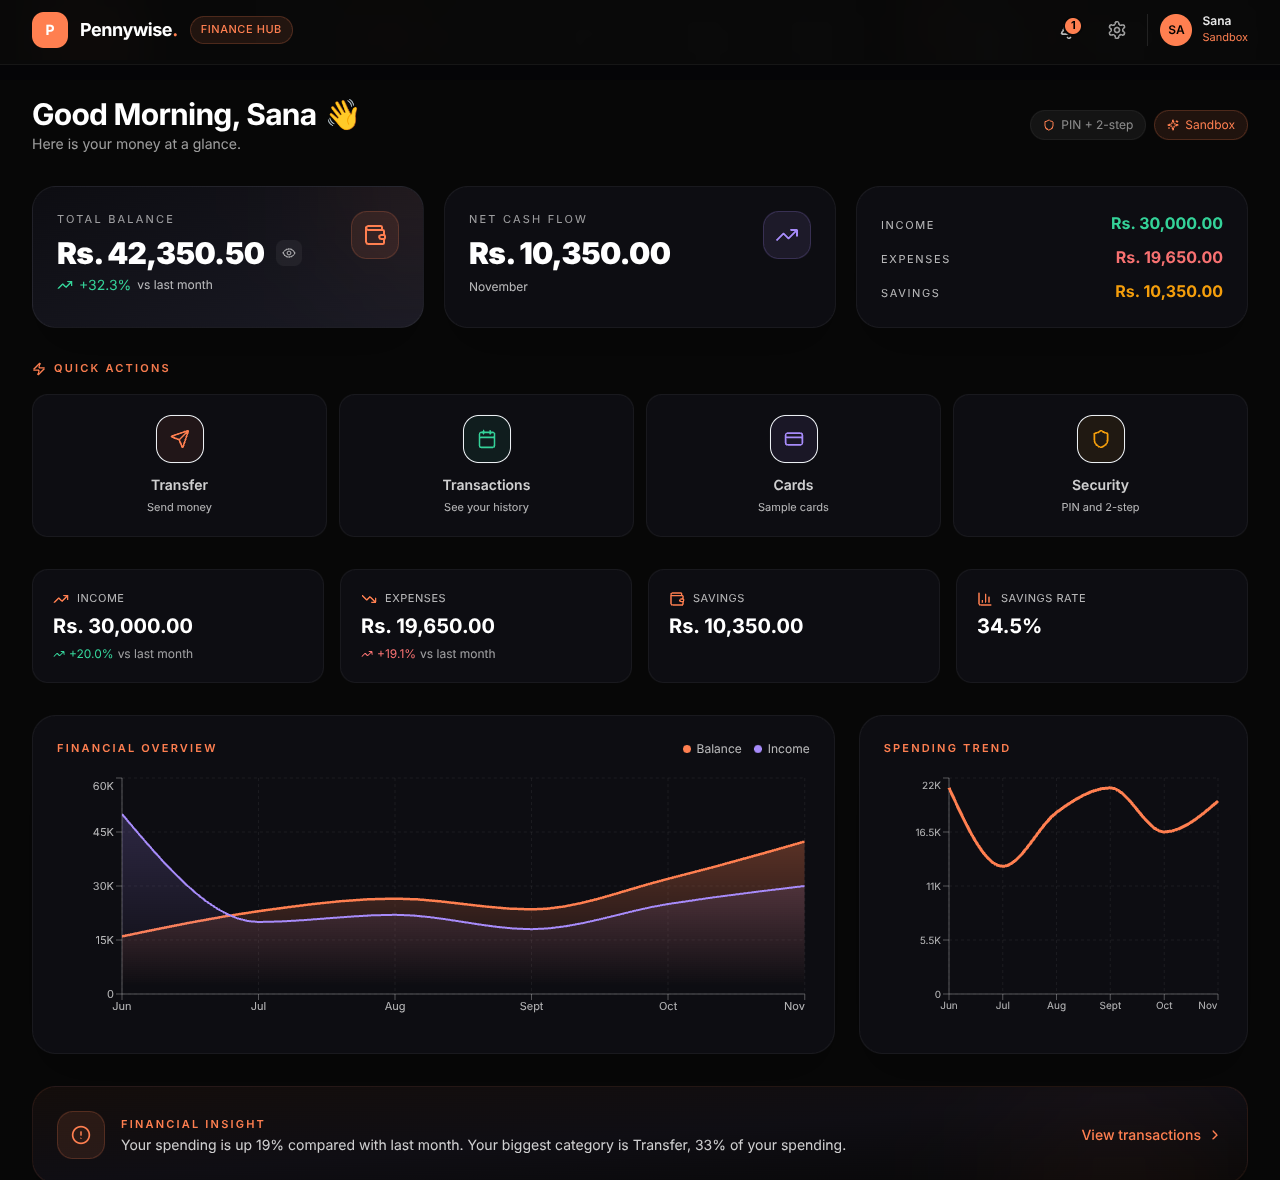 P
Pennywise.
FINANCE HUB
1
SA
Sana
Sandbox
Good Morning, Sana 👋
Here is your money at a glance.
PIN + 2-step
Sandbox
TOTAL BALANCE
Rs. 42,350.50
+32.3% vs last month
NET CASH FLOW
Rs. 10,350.00
November
INCOME Rs. 30,000.00
EXPENSES Rs. 19,650.00
SAVINGS Rs. 10,350.00
QUICK ACTIONS
Transfer
Send money
Transactions
See your history
Cards
Sample cards
Security
PIN and 2-step
INCOME
Rs. 30,000.00
+20.0% vs last month
EXPENSES
Rs. 19,650.00
+19.1% vs last month
SAVINGS
Rs. 10,350.00
SAVINGS RATE
34.5%
FINANCIAL OVERVIEW
Balance Income
60K
45K
30K
15K
0
Jun Jul Aug Sept Oct Nov
SPENDING TREND
22K
16.5K
11K
5.5K
0
Jun Jul Aug Sept Oct Nov
FINANCIAL INSIGHT
Your spending is up 19% compared with last month. Your biggest category is Transfer, 33% of your spending.
View transactions